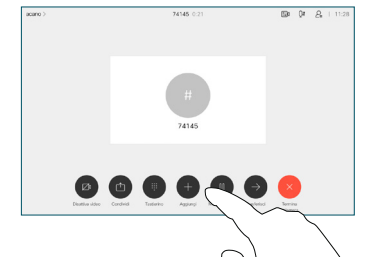 acano >
74145 0:21
11:28
#
74145
Disattiva video Condividi Tastierino Aggiungi
Termina